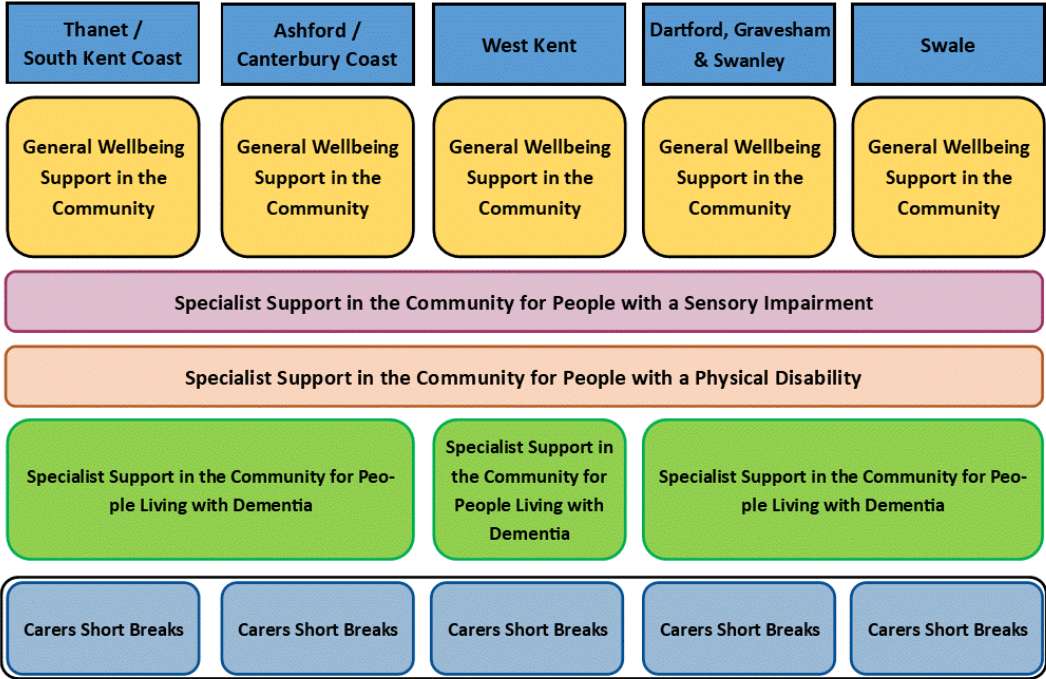 Thanet /
South Kent Coast
Ashford /
Canterbury Coast
West Kent
Dartford, Gravesham
& Swanley
Swale
General Wellbeing
Support in the
Community
General Wellbeing
Support in the
Community
General Wellbeing
Support in the
Community
General Wellbeing
Support in the
Community
General Wellbeing
Support in the
Community
Specialist Support in the Community for People with a Sensory Impairment
Specialist Support in the Community for People with a Physical Disability
Specialist Support in the Community for Peo-
ple Living with Dementia
Specialist Support in
the Community for
People Living with
Dementia
Specialist Support in the Community for Peo-
ple Living with Dementia
Carers Short Breaks
Carers Short Breaks
Carers Short Breaks
Carers Short Breaks
Carers Short Breaks